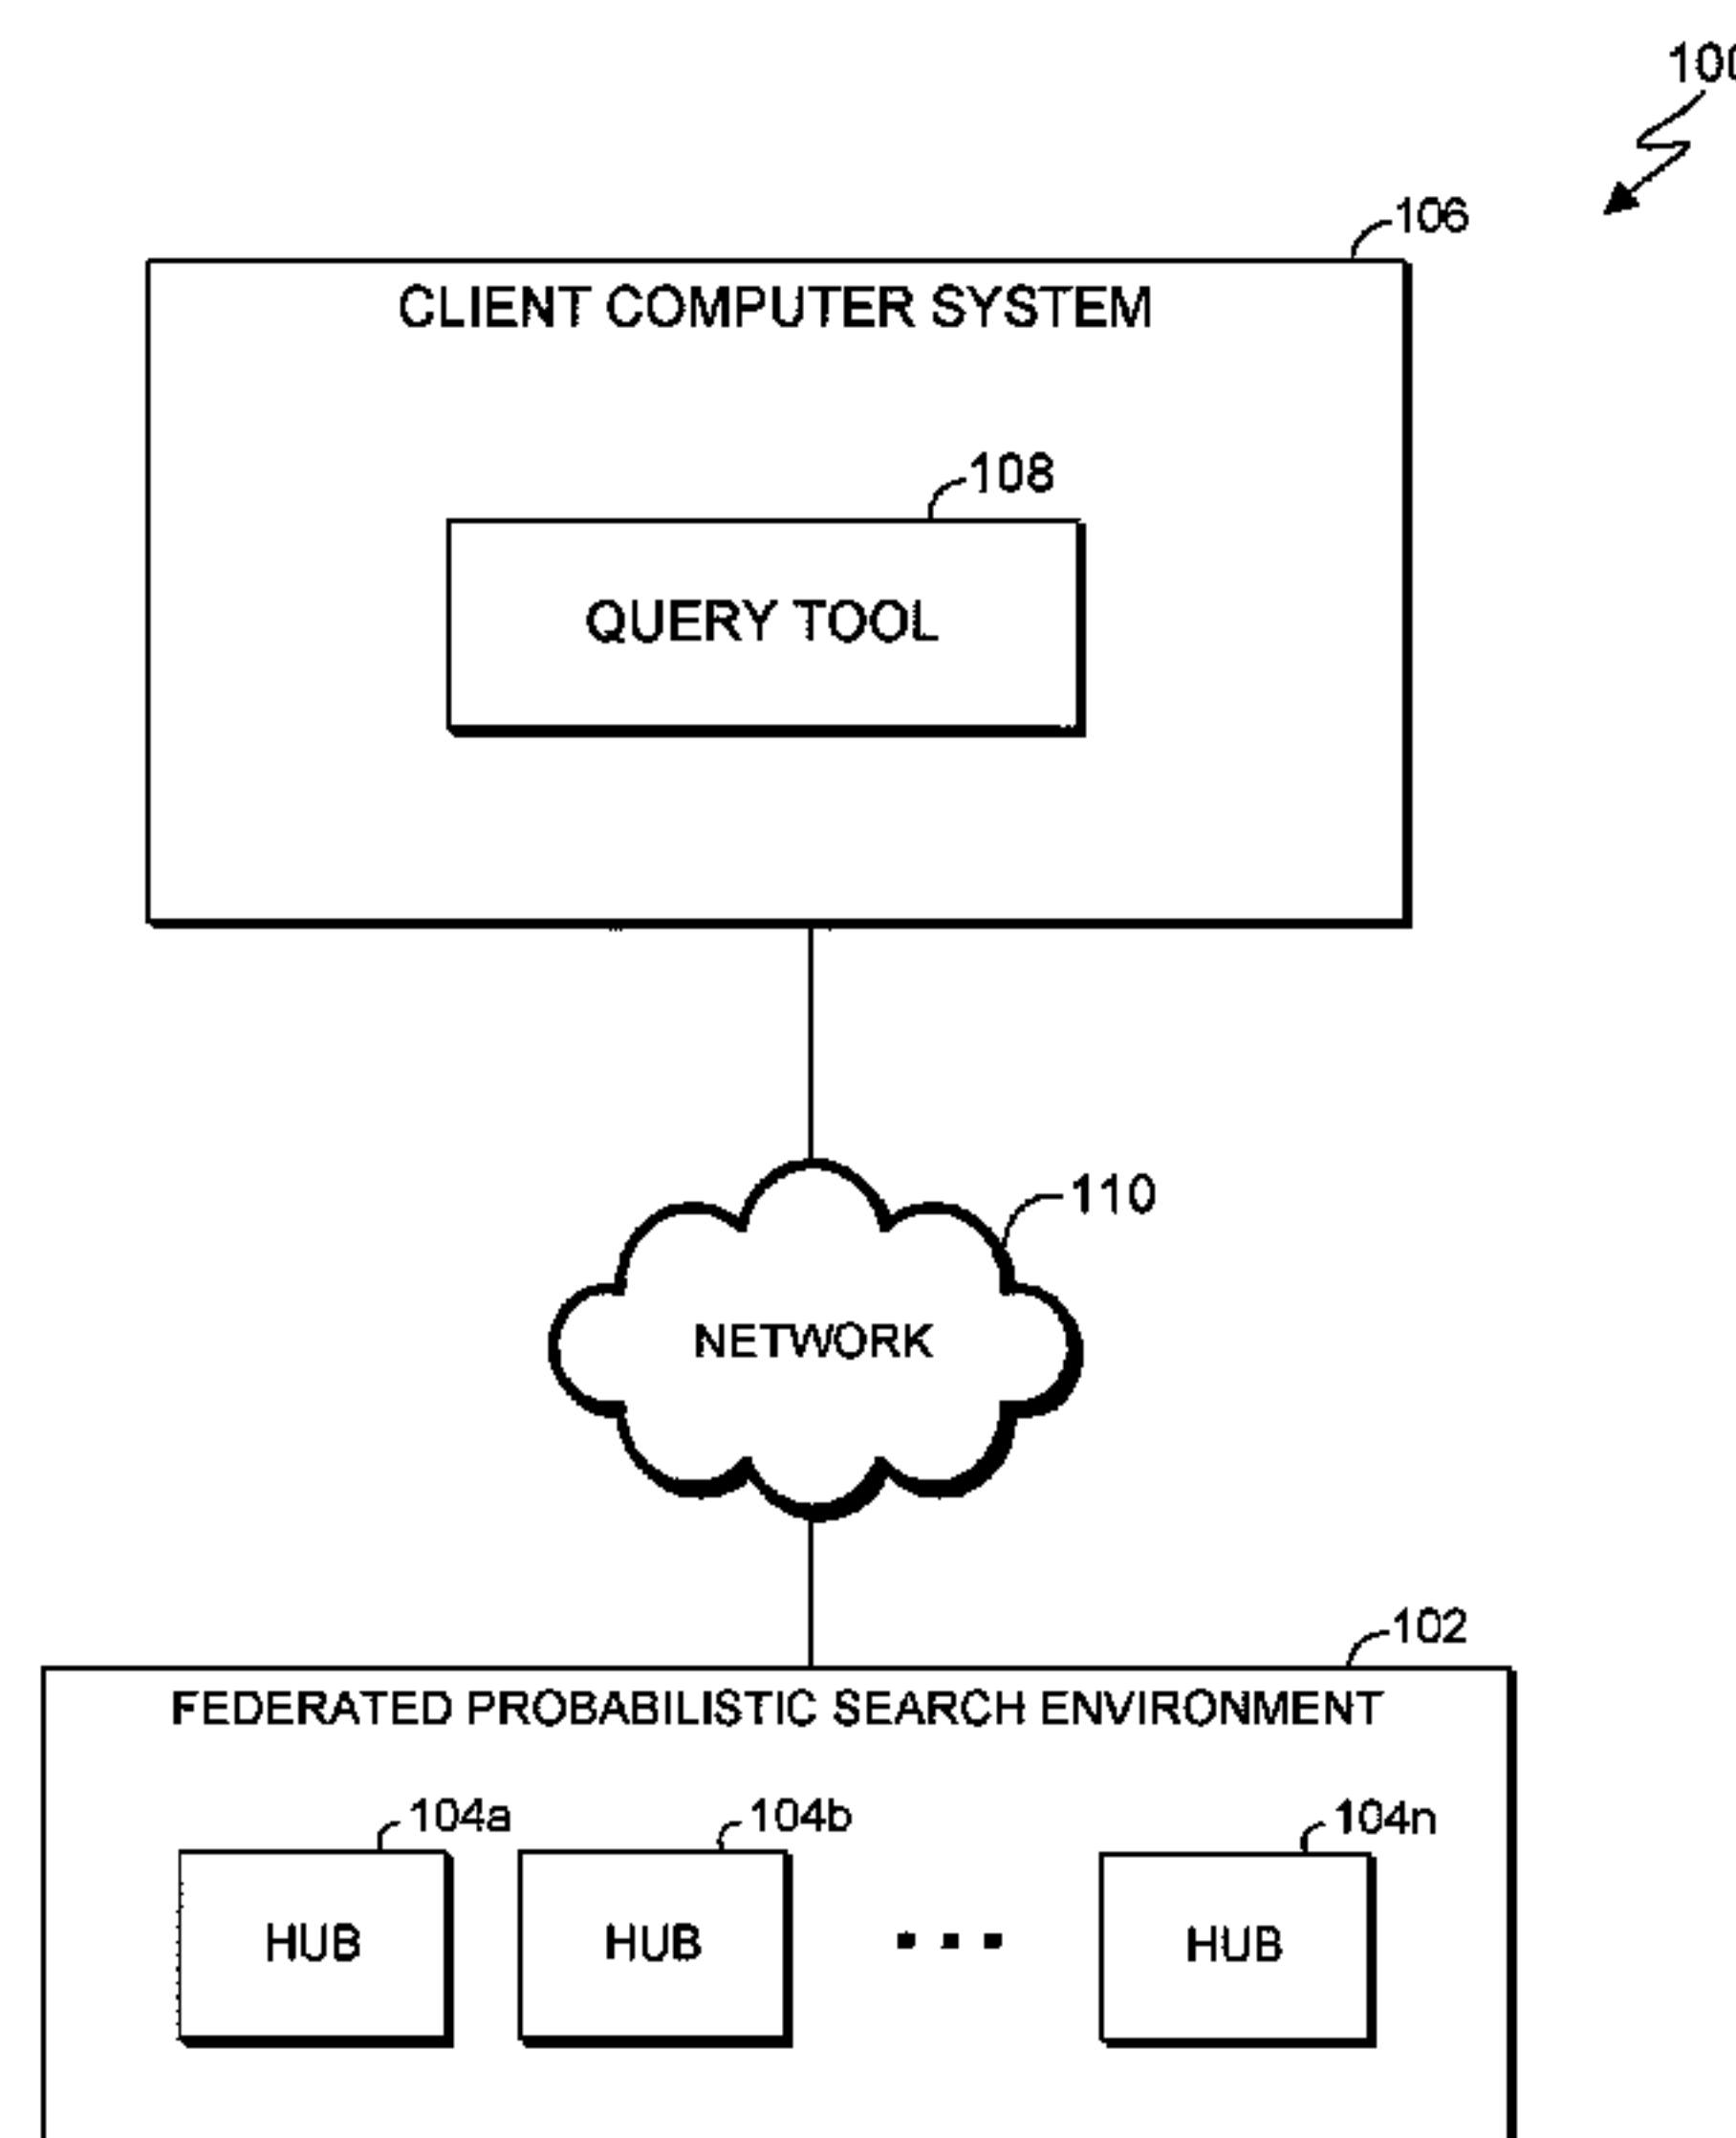 100
106
CLIENT COMPUTER SYSTEM
108
QUERY TOOL
110
NETWORK
102
FEDERATED PROBABILISTIC SEARCH ENVIRONMENT
104a 104b 104n
HUB HUB HUB